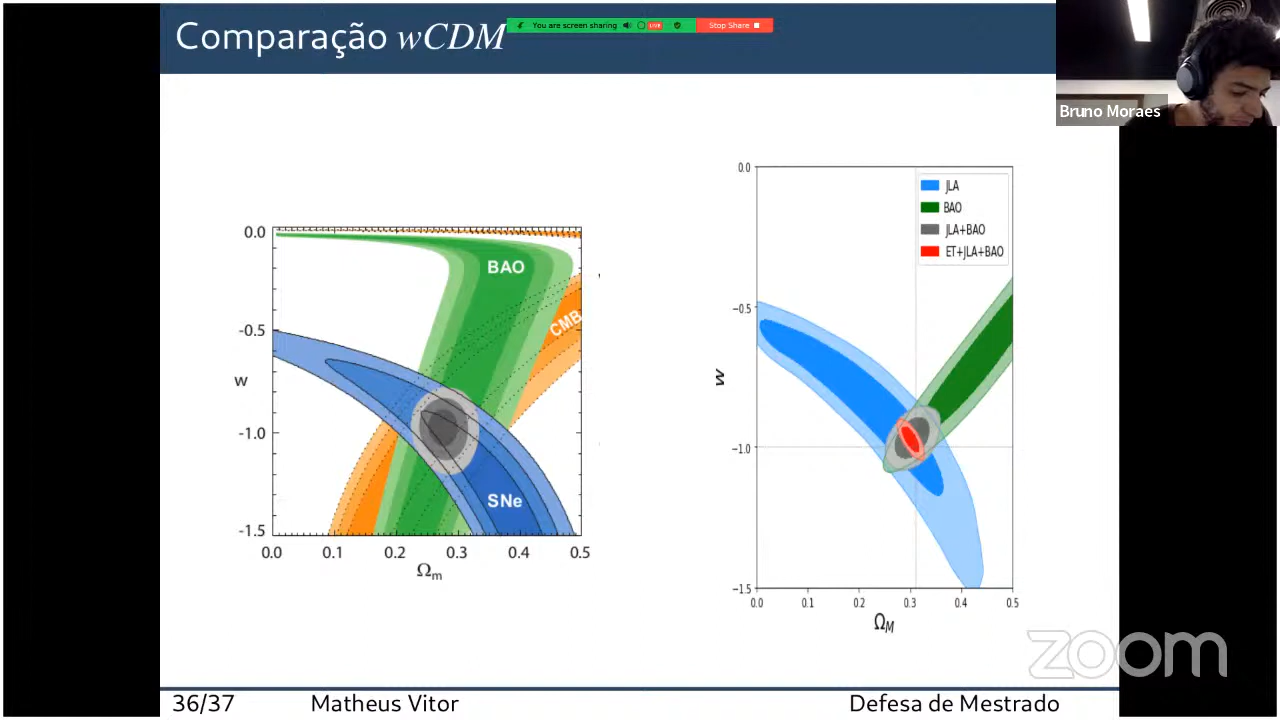 Comparação wCDM
You are screen sharing
LIVE
Stop Share
Bruno Moraes
0.0
-0.5
-1.0
-1.5
w
BAO
CMB
SNe
0.0 0.1 0.2 0.3 0.4 0.5
Ωm
0.0
−0.5
−1.0
−1.5
w
JLA
BAO
JLA+BAO
ET+JLA+BAO
0.0 0.1 0.2 0.3 0.4 0.5
ΩM
zoom
36/37 Matheus Vitor Defesa de Mestrado